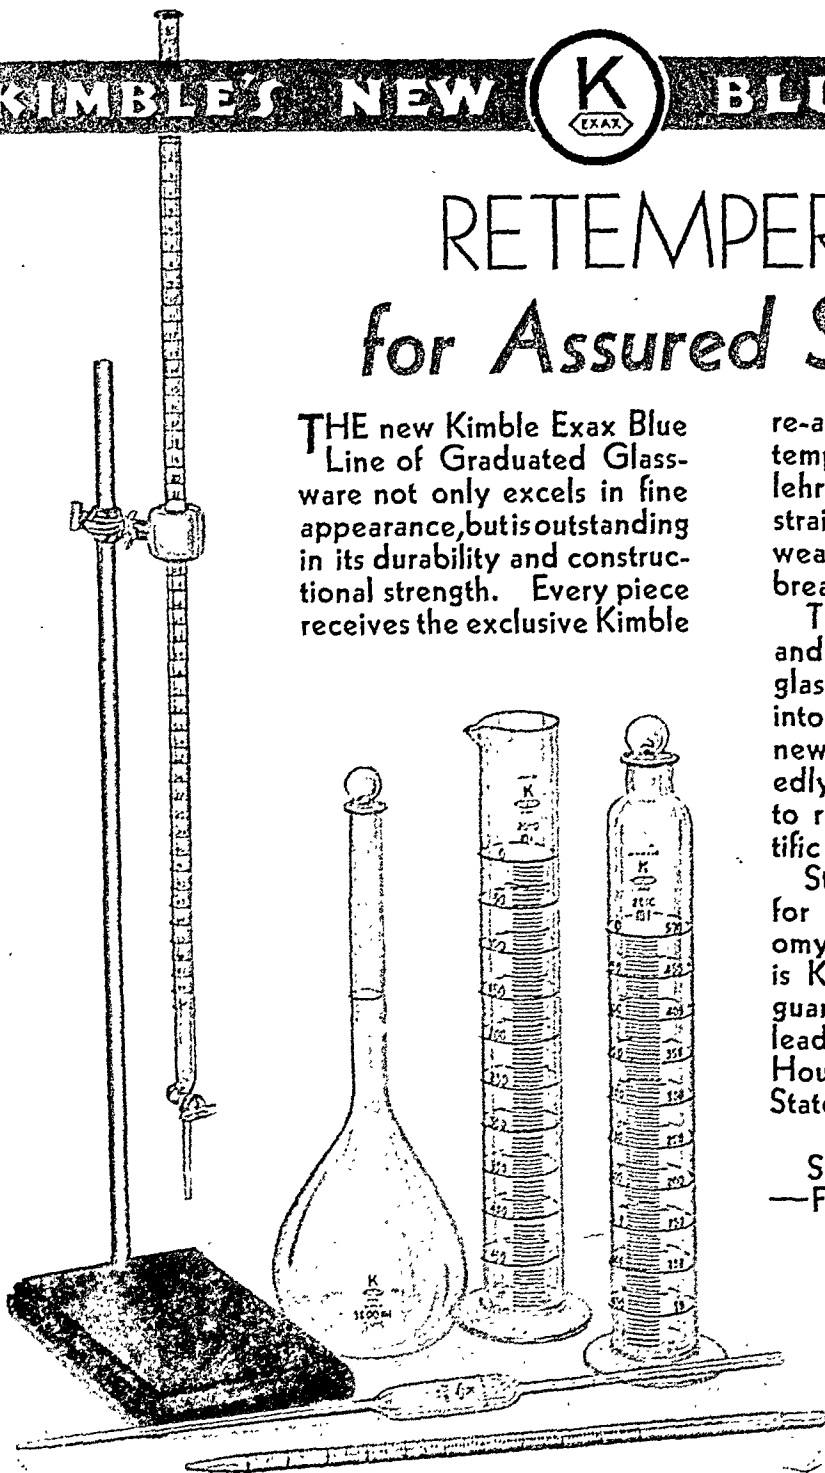 KIMBLE'S NEW K BLU
EXAX
RETEMPER
for Assured S
THE new Kimble Exax Blue
Line of Graduated Glass-
ware not only excels in fine
appearance, but is outstanding
in its durability and construc-
tional strength. Every piece
receives the exclusive Kimble
re-a
temp
lehr
strai
wea
brea
T
and
glas
into
new
edly
to r
tific
St
for
omy
is K
guar
lead
Hou
State
S
—F
K
K
K